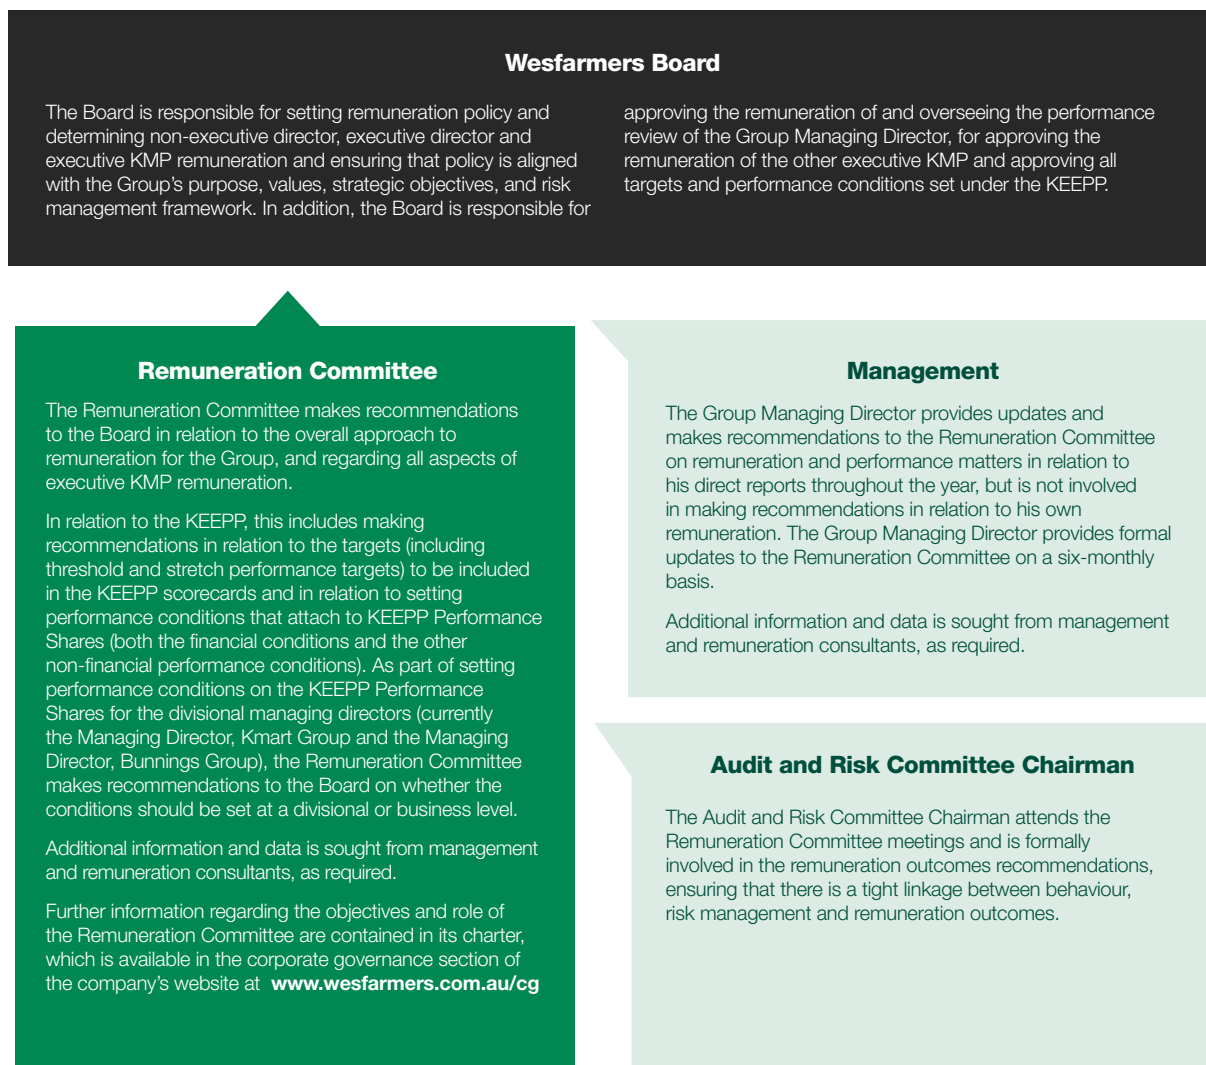 Wesfarmers Board
The Board is responsible for setting remuneration policy and
determining non-executive director, executive director and
executive KMP remuneration and ensuring that policy is aligned
with the Group’s purpose, values, strategic objectives, and risk
management framework. In addition, the Board is responsible for
approving the remuneration of and overseeing the performance
review of the Group Managing Director, for approving the
remuneration of the other executive KMP and approving all
targets and performance conditions set under the KEEPP.
Remuneration Committee
The Remuneration Committee makes recommendations
to the Board in relation to the overall approach to
remuneration for the Group, and regarding all aspects of
executive KMP remuneration.
In relation to the KEEPP, this includes making
recommendations in relation to the targets (including
threshold and stretch performance targets) to be included
in the KEEPP scorecards and in relation to setting
performance conditions that attach to KEEPP Performance
Shares (both the financial conditions and the other
non-financial performance conditions). As part of setting
performance conditions on the KEEPP Performance
Shares for the divisional managing directors (currently
the Managing Director, Kmart Group and the Managing
Director, Bunnings Group), the Remuneration Committee
makes recommendations to the Board on whether the
conditions should be set at a divisional or business level.
Additional information and data is sought from management
and remuneration consultants, as required.
Further information regarding the objectives and role of
the Remuneration Committee are contained in its charter,
which is available in the corporate governance section of
the company’s website at www.wesfarmers.com.au/cg
Management
The Group Managing Director provides updates and
makes recommendations to the Remuneration Committee
on remuneration and performance matters in relation to
his direct reports throughout the year, but is not involved
in making recommendations in relation to his own
remuneration. The Group Managing Director provides formal
updates to the Remuneration Committee on a six-monthly
basis.
Additional information and data is sought from management
and remuneration consultants, as required.
Audit and Risk Committee Chairman
The Audit and Risk Committee Chairman attends the
Remuneration Committee meetings and is formally
involved in the remuneration outcomes recommendations,
ensuring that there is a tight linkage between behaviour,
risk management and remuneration outcomes.